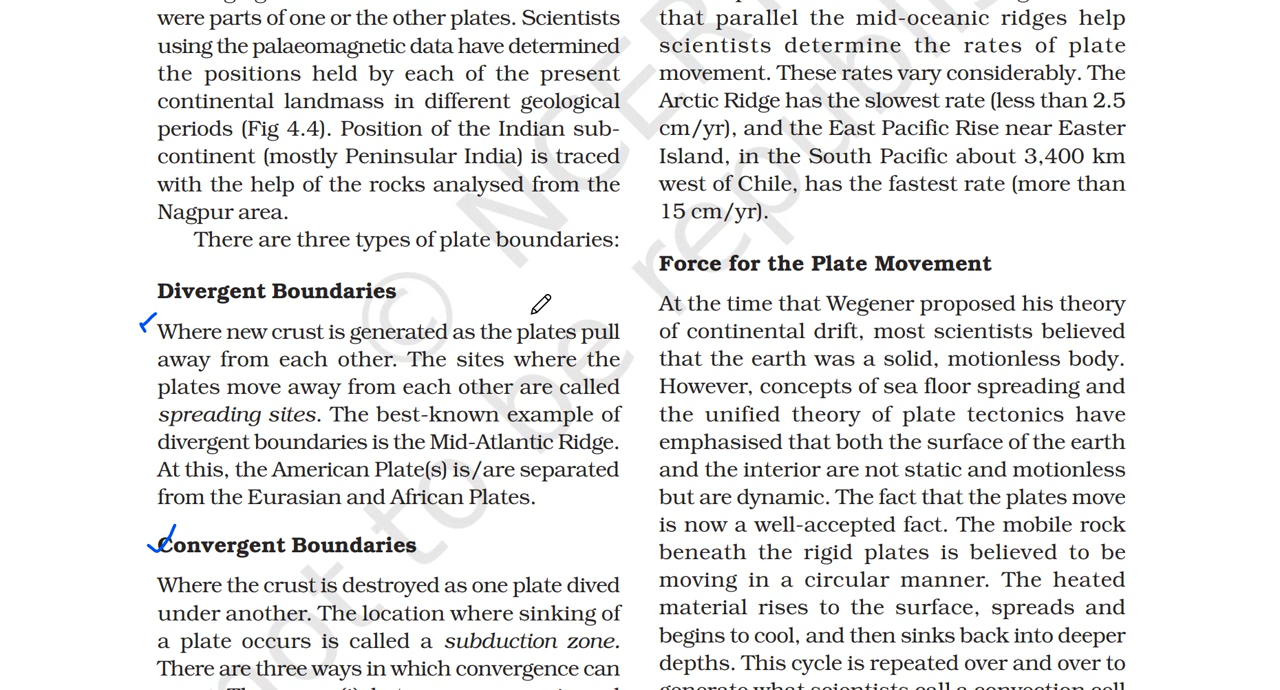 were parts of one or the other plates. Scientists
using the palaeomagnetic data have determined
the positions held by each of the present
continental landmass in different geological
periods (Fig 4.4). Position of the Indian sub-
continent (mostly Peninsular India) is traced
with the help of the rocks analysed from the
Nagpur area.
There are three types of plate boundaries:
Divergent Boundaries
Where new crust is generated as the plates pull
away from each other. The sites where the
plates move away from each other are called
spreading sites. The best-known example of
divergent boundaries is the Mid-Atlantic Ridge.
At this, the American Plate(s) is/are separated
from the Eurasian and African Plates.
Convergent Boundaries
Where the crust is destroyed as one plate dived
under another. The location where sinking of
a plate occurs is called a subduction zone.
There are three ways in which convergence can
that parallel the mid-oceanic ridges help
scientists determine the rates of plate
movement. These rates vary considerably. The
Arctic Ridge has the slowest rate (less than 2.5
cm/yr), and the East Pacific Rise near Easter
Island, in the South Pacific about 3,400 km
west of Chile, has the fastest rate (more than
15 cm/yr).
Force for the Plate Movement
At the time that Wegener proposed his theory
of continental drift, most scientists believed
that the earth was a solid, motionless body.
However, concepts of sea floor spreading and
the unified theory of plate tectonics have
emphasised that both the surface of the earth
and the interior are not static and motionless
but are dynamic. The fact that the plates move
is now a well-accepted fact. The mobile rock
beneath the rigid plates is believed to be
moving in a circular manner. The heated
material rises to the surface, spreads and
begins to cool, and then sinks back into deeper
depths. This cycle is repeated over and over to
generate what scientists call a convection cell
© NCER
not to be republis